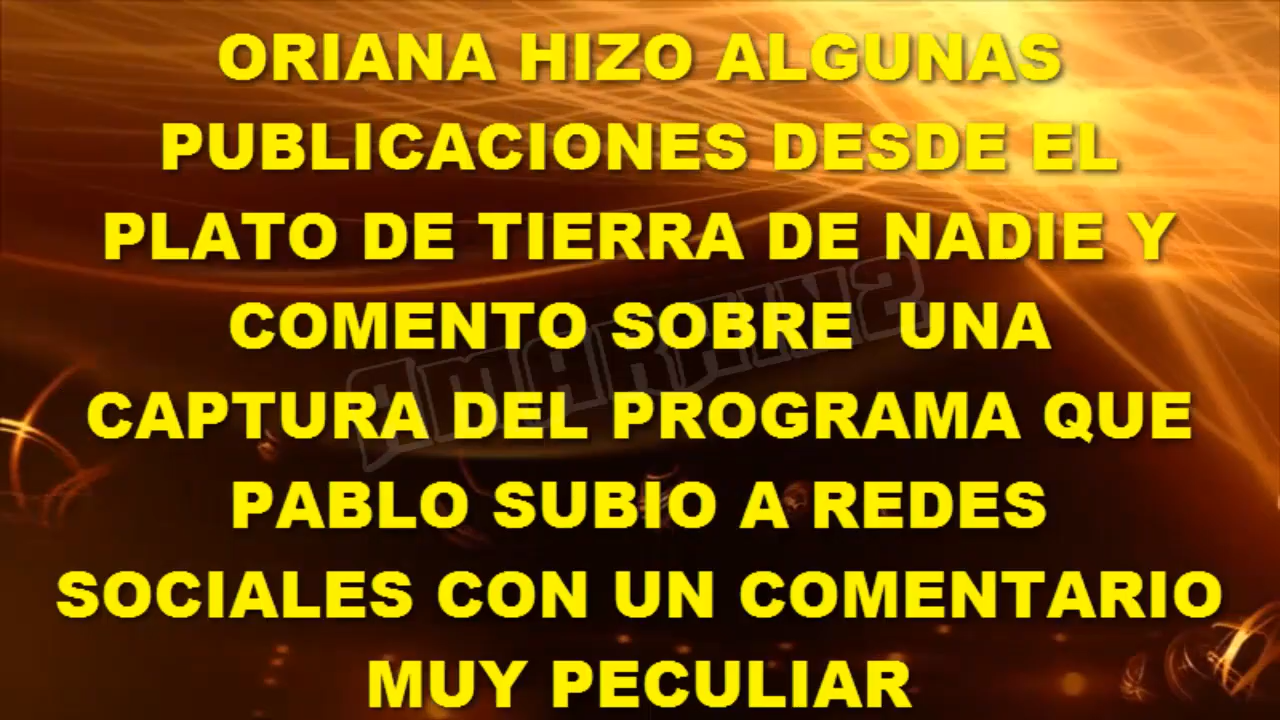 ORIANA HIZO ALGUNAS
PUBLICACIONES DESDE EL
PLATO DE TIERRA DE NADIE Y
COMENTO SOBRE UNA
CAPTURA DEL PROGRAMA QUE
PABLO SUBIO A REDES
SOCIALES CON UN COMENTARIO
MUY PECULIAR